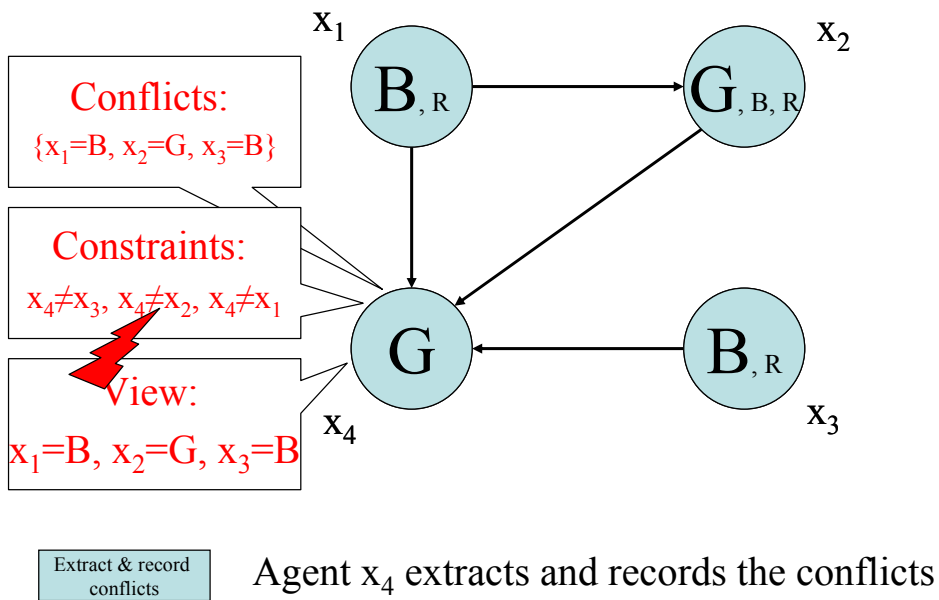 x₁
x₂
B, R
G, B, R
Conflicts:
{x₁=B, x₂=G, x₃=B}
Constraints:
x₄≠x₃, x₄≠x₂, x₄≠x₁
G
B, R
View:
x₁=B, x₂=G, x₃=B
x₄
x₃
Extract & record
conflicts
Agent x₄ extracts and records the conflicts